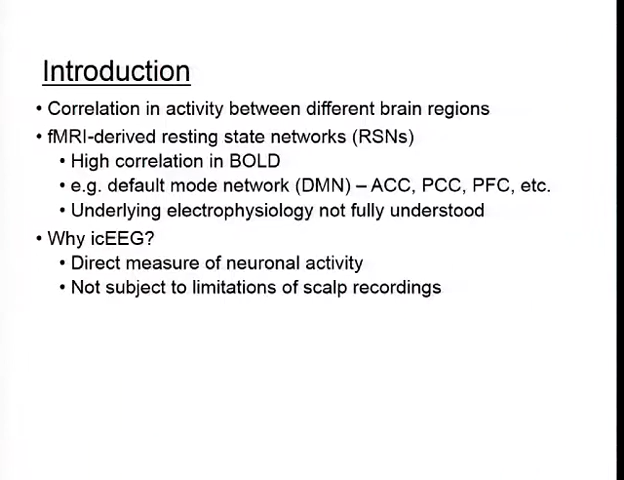 Introduction
• Correlation in activity between different brain regions
• fMRI-derived resting state networks (RSNs)
• High correlation in BOLD
• e.g. default mode network (DMN) – ACC, PCC, PFC, etc.
• Underlying electrophysiology not fully understood
• Why icEEG?
• Direct measure of neuronal activity
• Not subject to limitations of scalp recordings